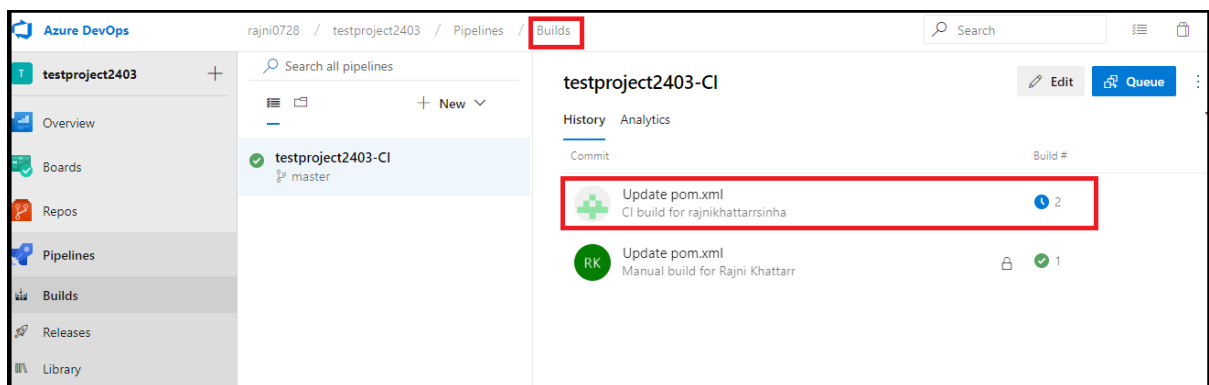 Azure DevOps
rajni0728 / testproject2403 / Pipelines / Builds
Search
T testproject2403
Overview
Boards
Repos
Pipelines
Builds
Releases
Library
Search all pipelines
New
testproject2403-CI
master
testproject2403-CI
Edit
Queue
History Analytics
Commit Build #
Update pom.xml
CI build for rajnikhattarrsinha
2
RK
Update pom.xml
Manual build for Rajni Khattarr
1